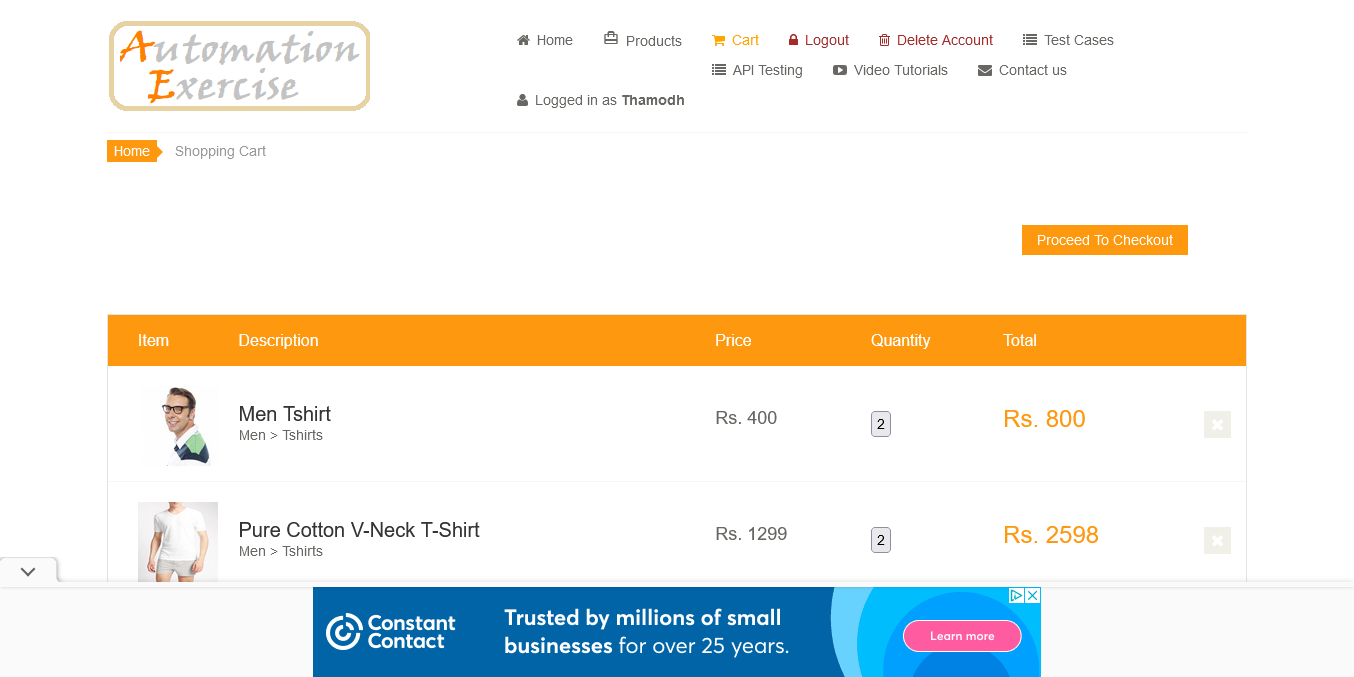 Automation
Exercise
Home Products Cart Logout Delete Account Test Cases
API Testing Video Tutorials Contact us
Logged in as Thamodh
Home Shopping Cart
Proceed To Checkout
Item Description Price Quantity Total
Men Tshirt
Men > Tshirts
Rs. 400 2 Rs. 800
Pure Cotton V-Neck T-Shirt
Men > Tshirts
Rs. 1299 2 Rs. 2598
Constant
Contact
Trusted by millions of small
businesses for over 25 years.
Learn more